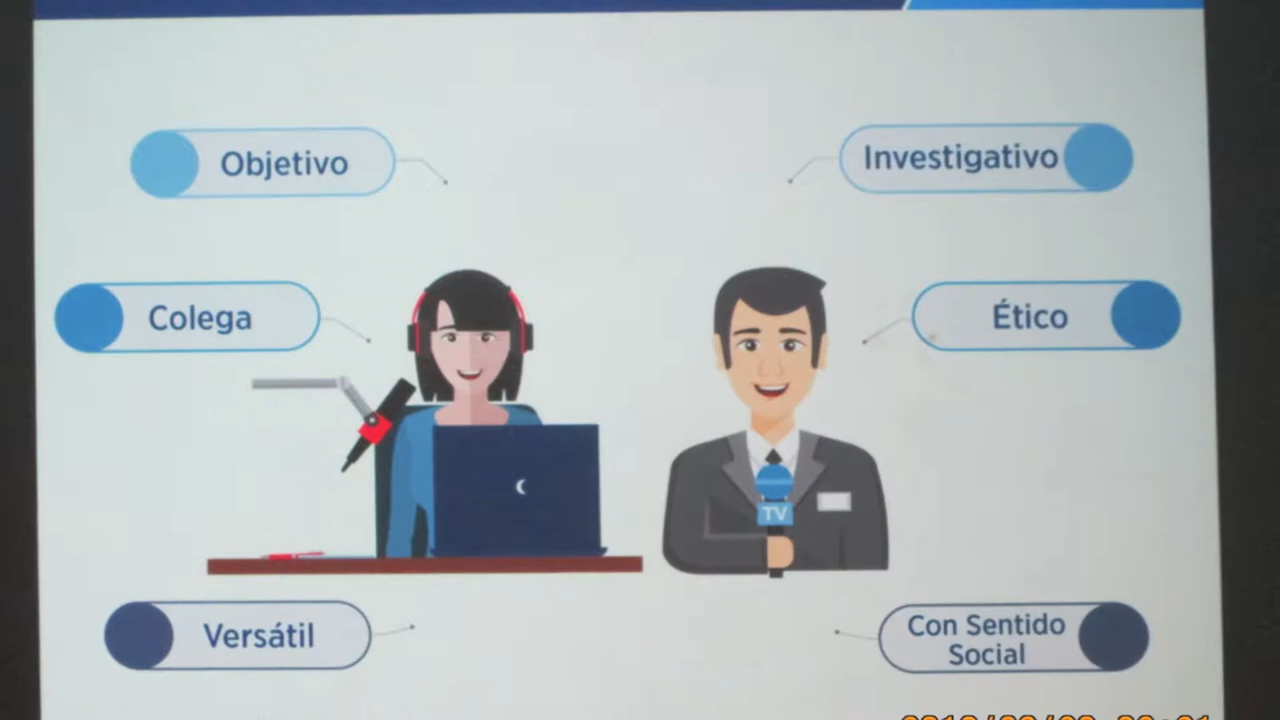 Objetivo
Investigativo
Colega
Ético
TV
Versátil
Con Sentido
Social